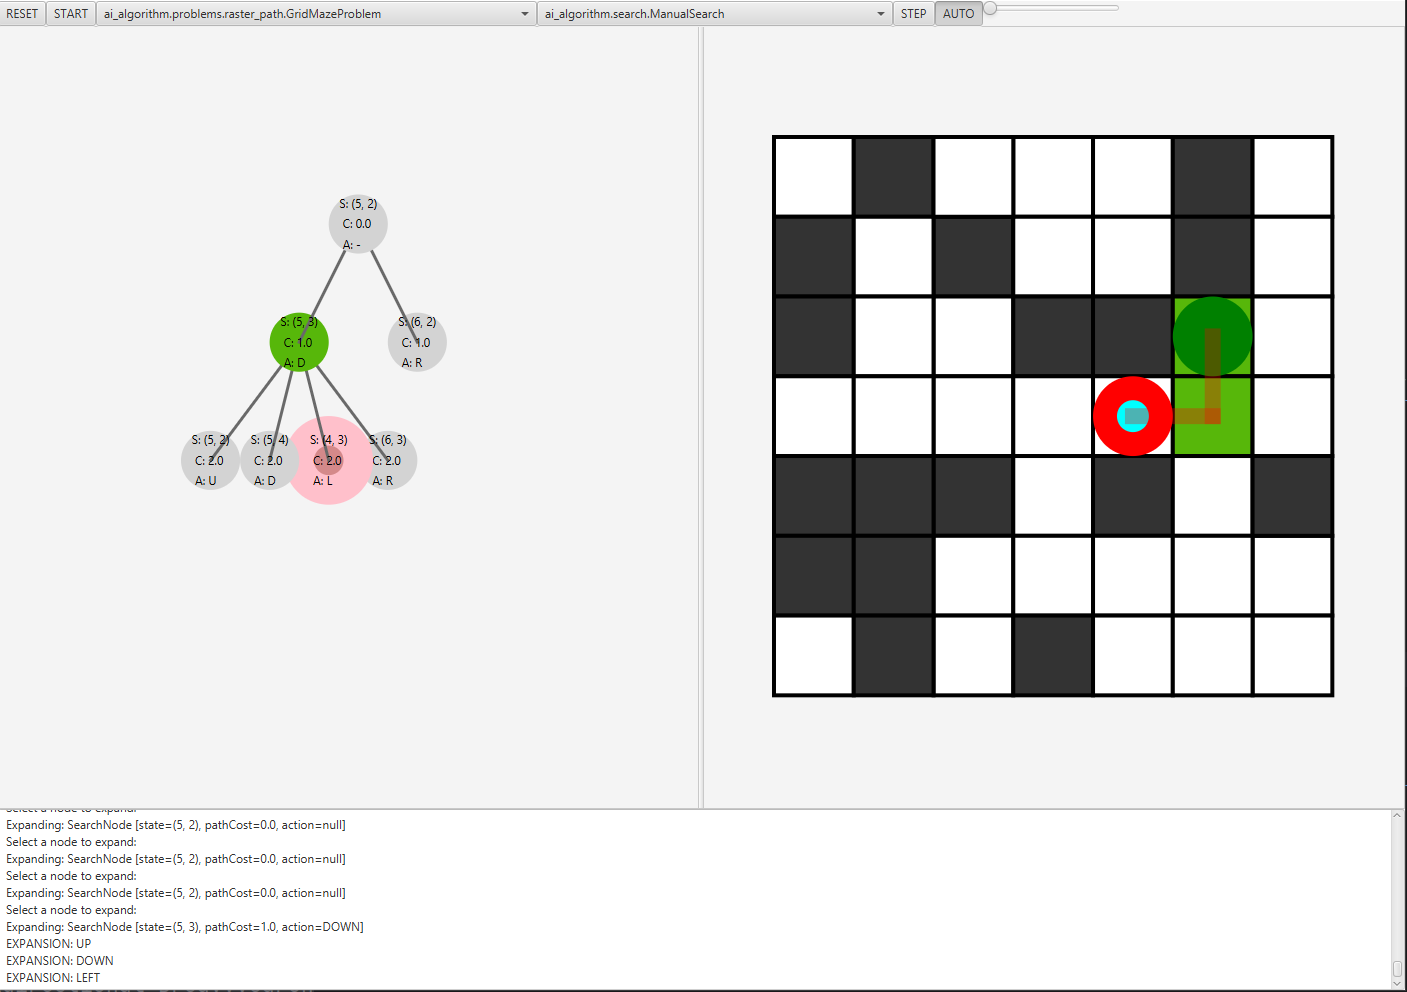 RESET START ai_algorithm.problems.raster_path.GridMazeProblem ai_algorithm.search.ManualSearch STEP AUTO
S: (5, 2)
C: 0.0
A: -
S: (5, 3) S: (6, 2)
C: 1.0 C: 1.0
A: D A: R
S: (5, 2) S: (5, 4) S: (4, 3) S: (6, 3)
C: 2.0 C: 2.0 C: 2.0 C: 2.0
A: U A: D A: L A: R
Select a node to expand:
Expanding: SearchNode [state=(5, 2), pathCost=0.0, action=null]
Select a node to expand:
Expanding: SearchNode [state=(5, 2), pathCost=0.0, action=null]
Select a node to expand:
Expanding: SearchNode [state=(5, 2), pathCost=0.0, action=null]
Select a node to expand:
Expanding: SearchNode [state=(5, 3), pathCost=1.0, action=DOWN]
EXPANSION: UP
EXPANSION: DOWN
EXPANSION: LEFT